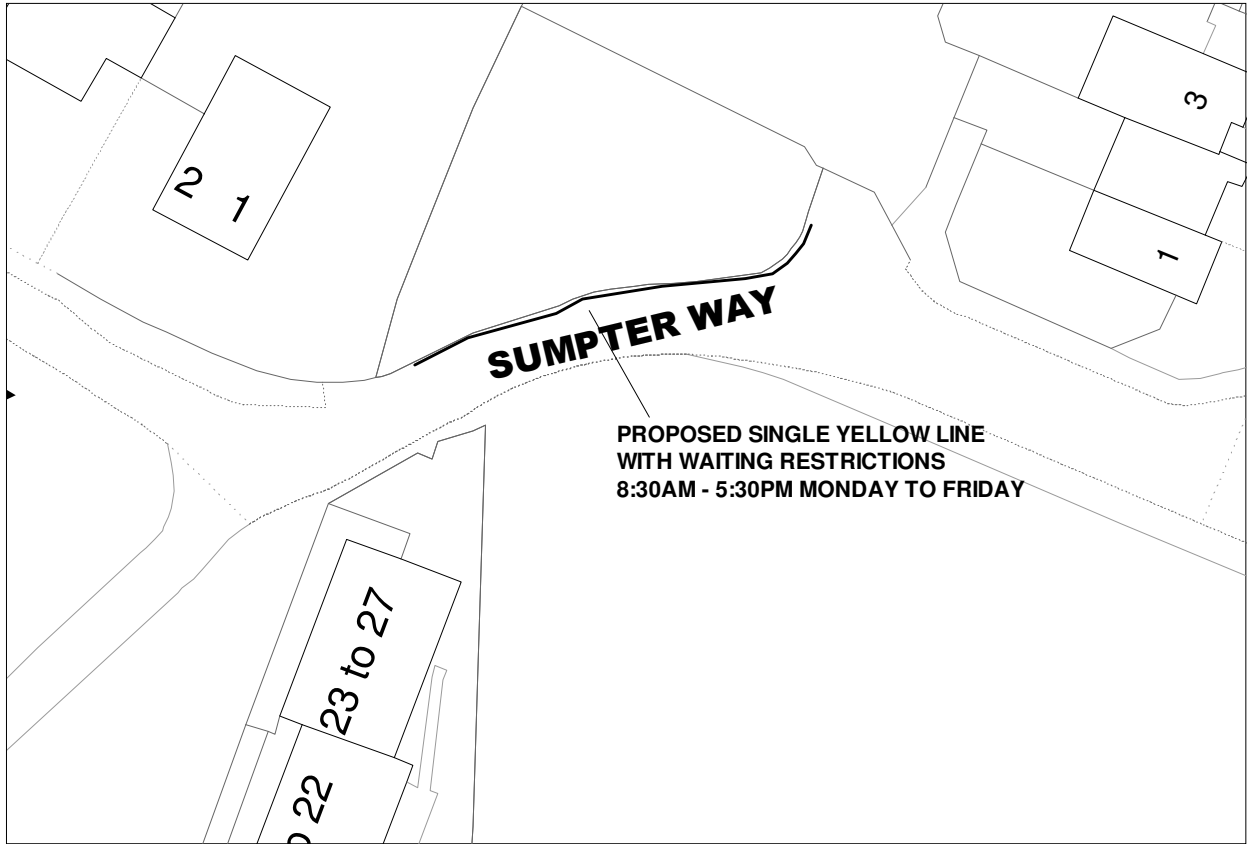 3
2
1
1
SUMPTER WAY
PROPOSED SINGLE YELLOW LINE
WITH WAITING RESTRICTIONS
8:30AM - 5:30PM MONDAY TO FRIDAY
23 to 27
22